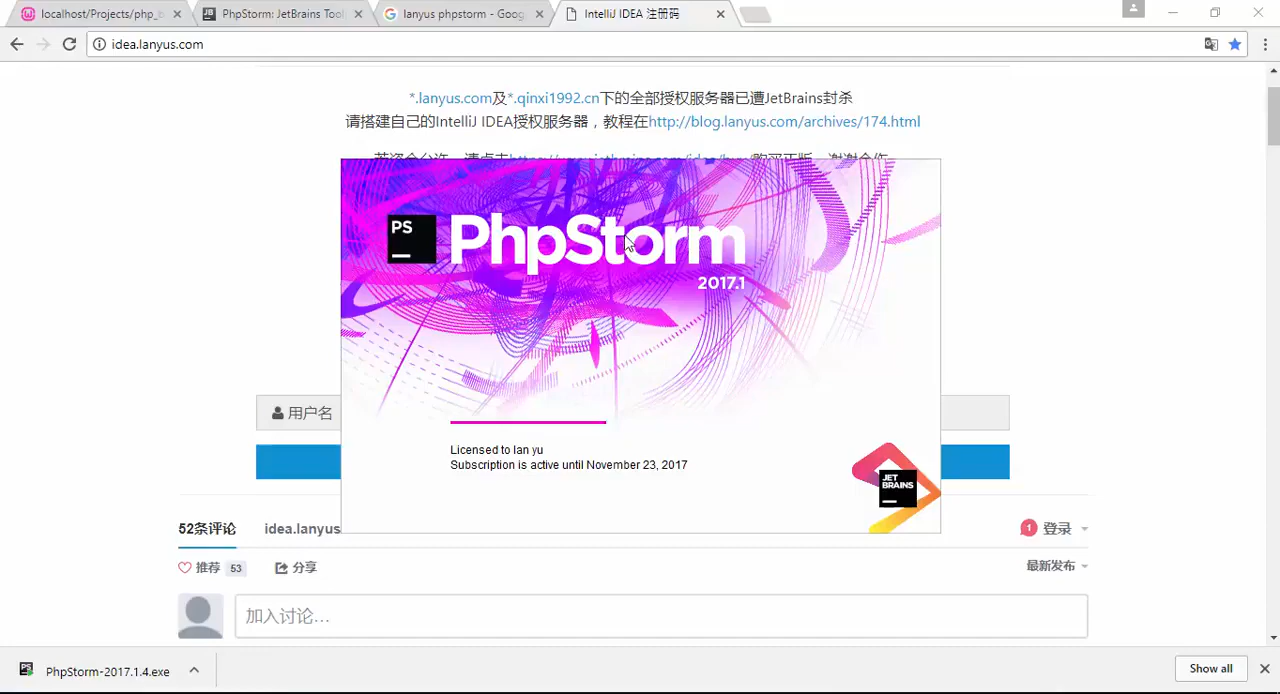 localhost/Projects/php_b
PhpStorm: JetBrains Tools
lanyus phpstorm - Goog
IntelliJ IDEA 注册码
idea.lanyus.com
*.lanyus.com及*.qinxi1992.cn下的全部授权服务器已遭JetBrains封杀
请搭建自己的IntelliJ IDEA授权服务器，教程在http://blog.lanyus.com/archives/174.html
PS
PhpStorm
2017.1
用户名
Licensed to lan yu
Subscription is active until November 23, 2017
JET
BRAINS
52条评论
idea.lanyus
1 登录
推荐 53
分享
最新发布
加入讨论...
PhpStorm-2017.1.4.exe
Show all